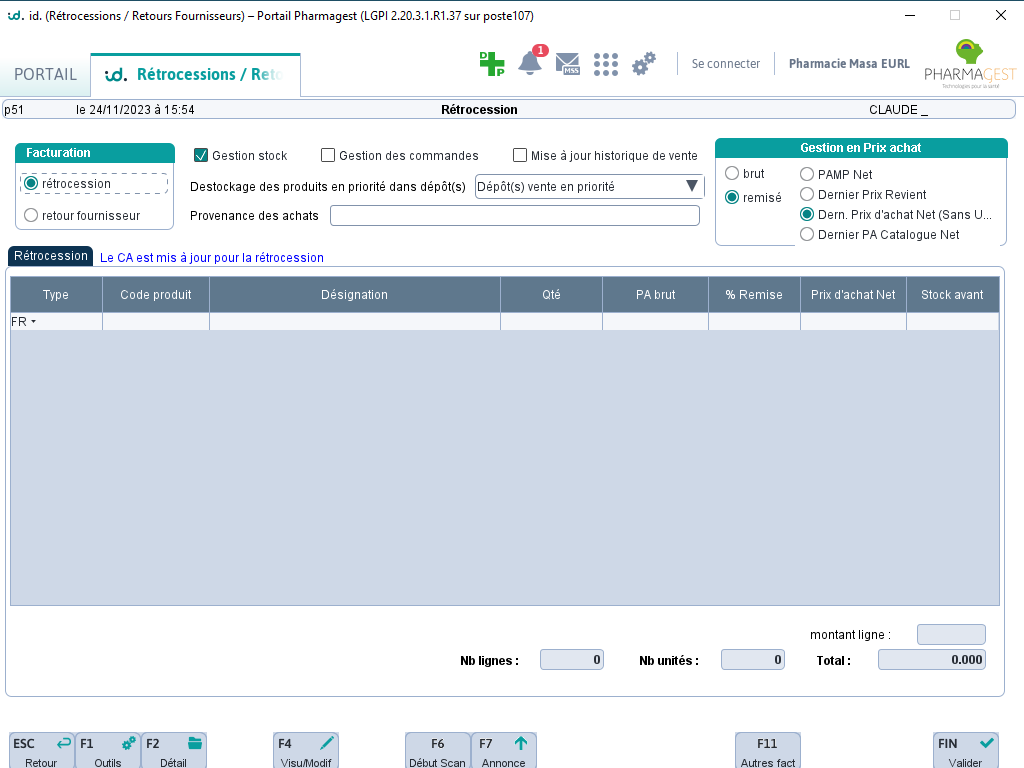 id. (Rétrocessions / Retours Fournisseurs) – Portail Pharmagest (LGPI 2.20.3.1.R1.37 sur poste107)
PORTAIL
id. Rétrocessions / Reto
D P
1
MSS
Se connecter
Pharmacie Masa EURL
PHARMAGEST
Technologies pour la santé
p51 le 24/11/2023 à 15:54 Rétrocession CLAUDE _
Facturation
rétrocession
retour fournisseur
Gestion stock
Gestion des commandes
Mise à jour historique de vente
Destockage des produits en priorité dans dépôt(s) Dépôt(s) vente en priorité
Provenance des achats
Gestion en Prix achat
brut
remisé
PAMP Net
Dernier Prix Revient
Dern. Prix d'achat Net (Sans U...
Dernier PA Catalogue Net
Rétrocession Le CA est mis à jour pour la rétrocession
Type Code produit Désignation Qté PA brut % Remise Prix d'achat Net Stock avant
FR
montant ligne :
Nb lignes : 0 Nb unités : 0 Total : 0.000
ESC Retour
F1 Outils
F2 Détail
F4 Visu/Modif
F6 Début Scan
F7 Annonce
F11 Autres fact
FIN Valider